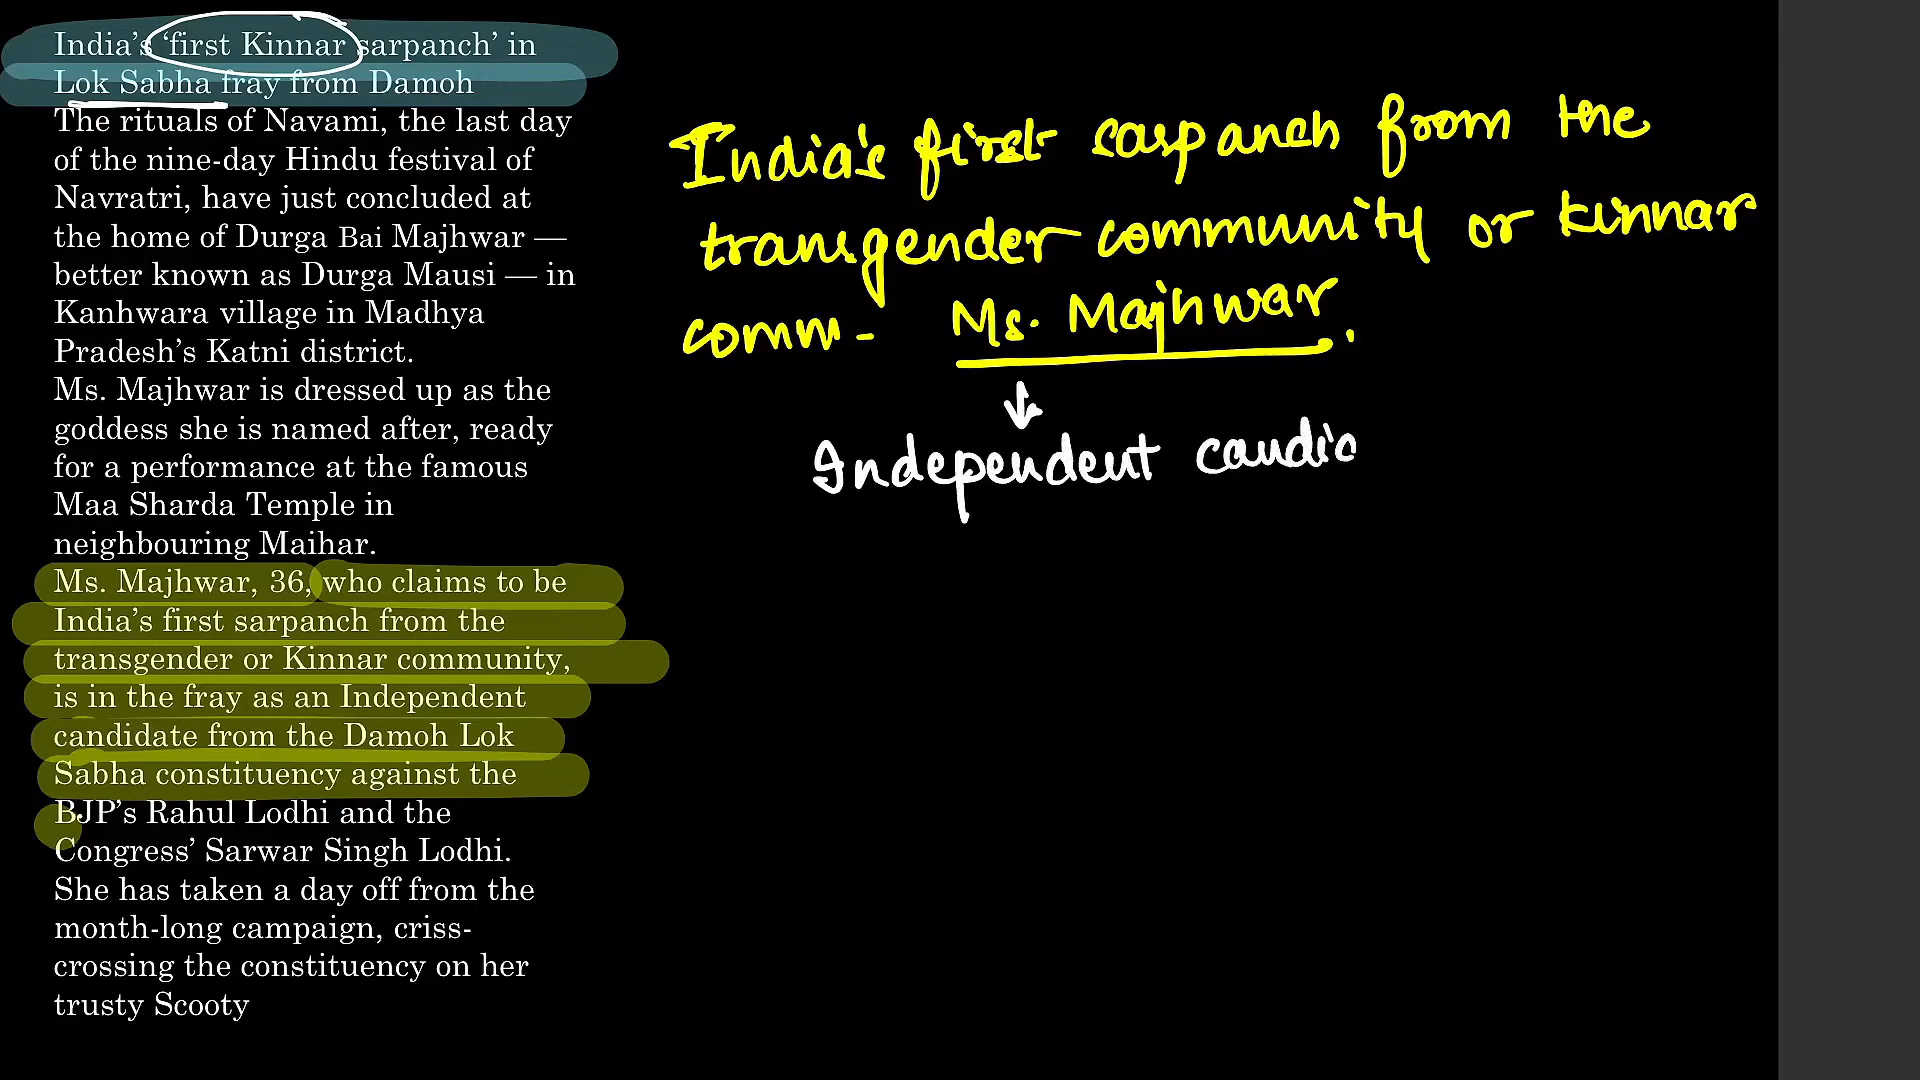 India's 'first Kinnar sarpanch' in
Lok Sabha fray from Damoh
The rituals of Navami, the last day
of the nine-day Hindu festival of
Navratri, have just concluded at
the home of Durga Bai Majhwar —
better known as Durga Mausi — in
Kanhwara village in Madhya
Pradesh's Katni district.
Ms. Majhwar is dressed up as the
goddess she is named after, ready
for a performance at the famous
Maa Sharda Temple in
neighbouring Maihar.
Ms. Majhwar, 36, who claims to be
India's first sarpanch from the
transgender or Kinnar community,
is in the fray as an Independent
candidate from the Damoh Lok
Sabha constituency against the
BJP's Rahul Lodhi and the
Congress' Sarwar Singh Lodhi.
She has taken a day off from the
month-long campaign, criss-
crossing the constituency on her
trusty Scooty
India's first sarpanch from the
transgender community or kinnar
comm- Ms. Majhwar.
Independent candic